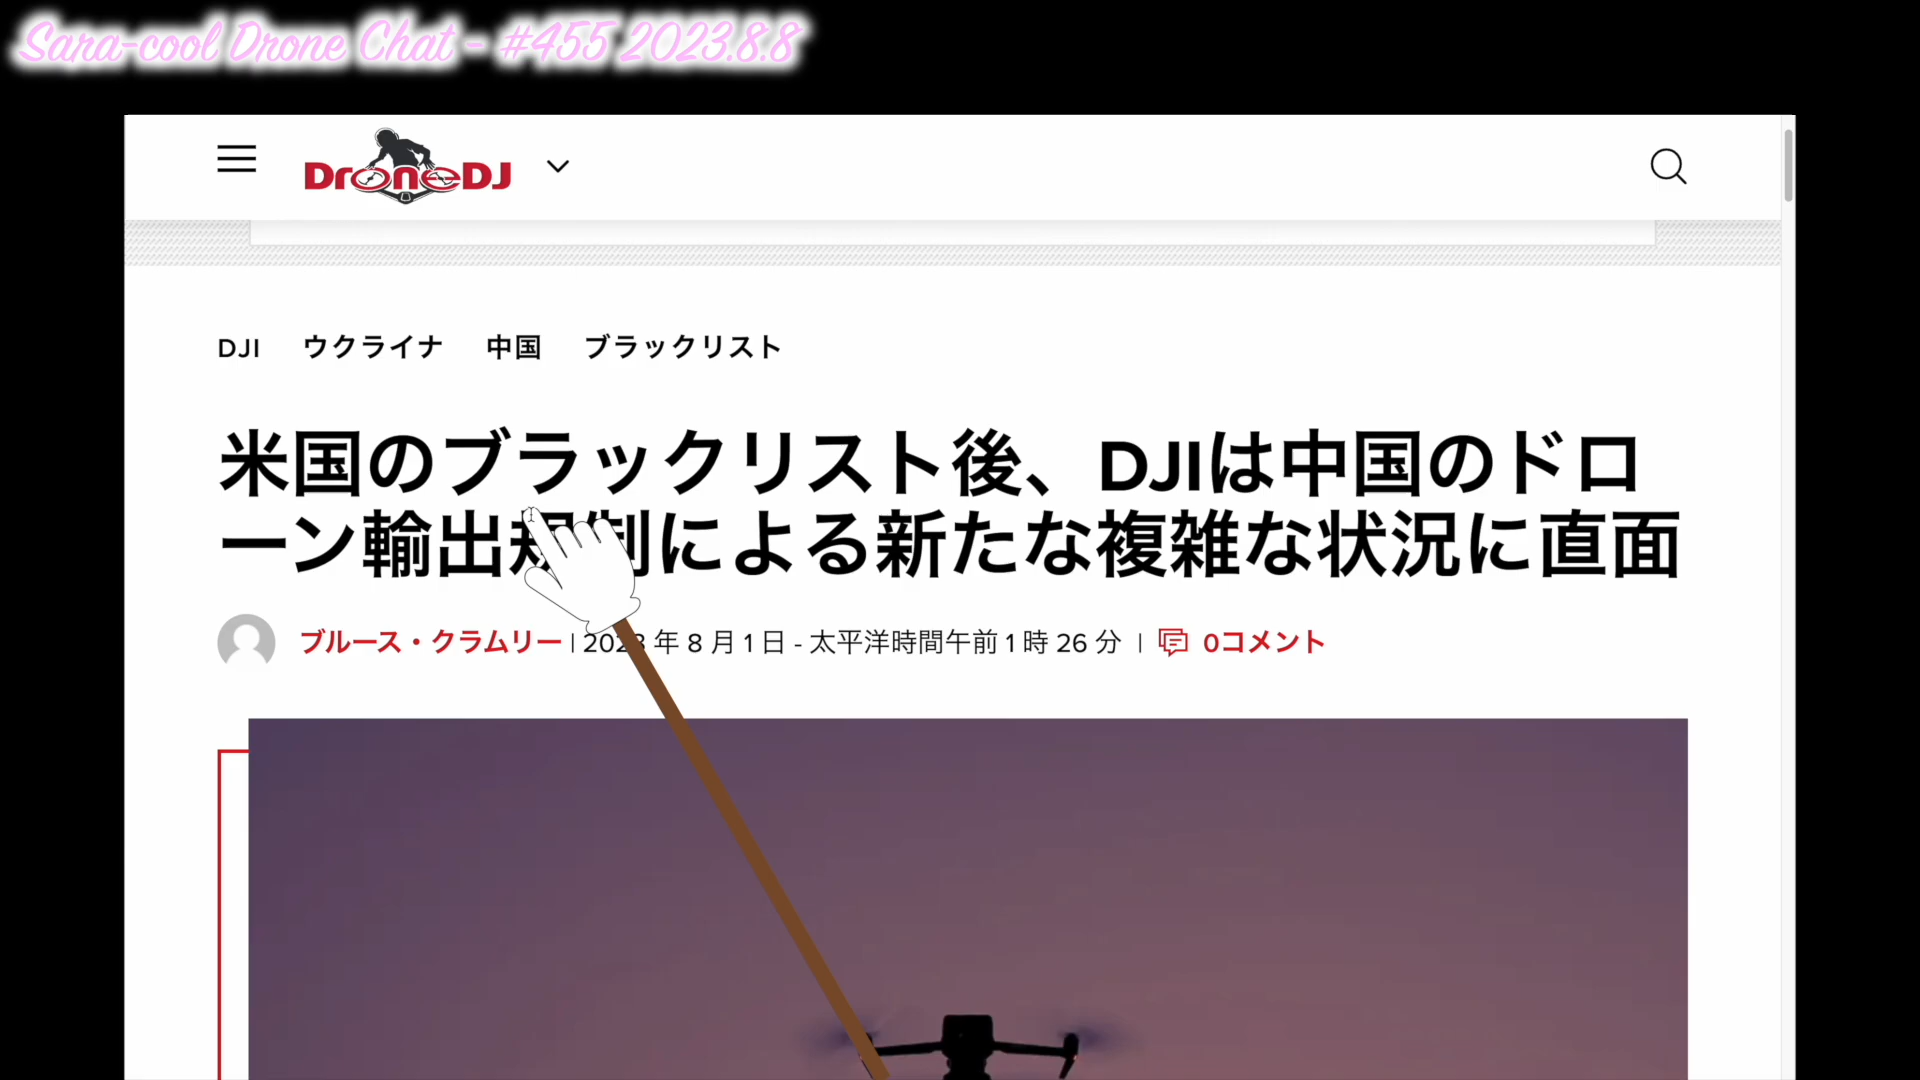 Sara-cool Drone Chat - #455 2023.8.8
DroneDJ
DJI ウクライナ 中国 ブラックリスト
米国のブラックリスト後、DJIは中国のドロ
ーン輸出規制による新たな複雑な状況に直面
ブルース・クラムリー | 2023 年 8 月 1 日 - 太平洋時間午前 1 時 26 分 | 0コメント